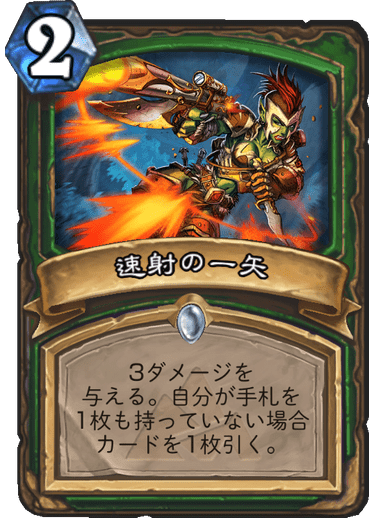 2
速射の一矢
3ダメージを
与える。自分が手札を
1枚も持っていない場合
カードを1枚引く。